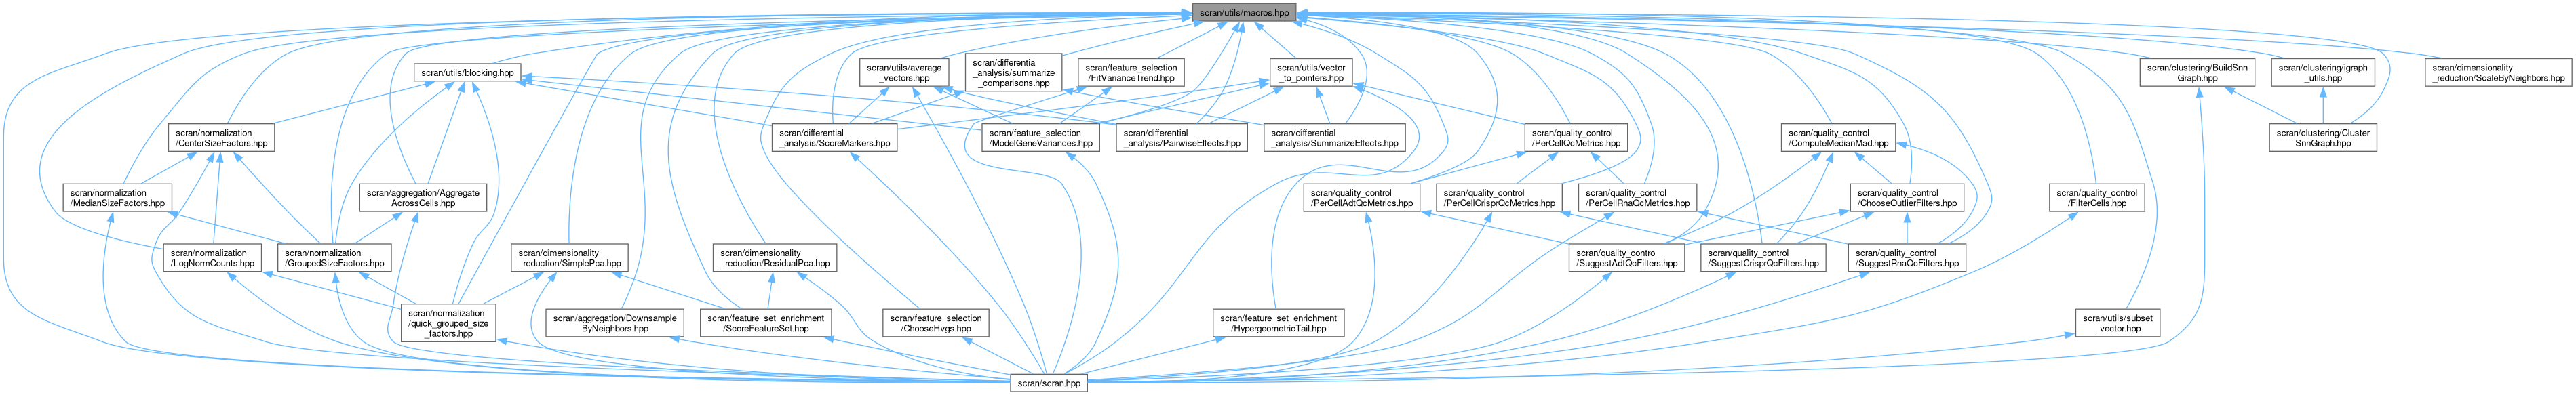 scran/utils/macros.hpp
scran/utils/blocking.hpp
scran/utils/average
_vectors.hpp
scran/differential
_analysis/summarize
_comparisons.hpp
scran/feature_selection
/FitVarianceTrend.hpp
scran/utils/vector
_to_pointers.hpp
scran/clustering/BuildSnn
Graph.hpp
scran/clustering/igraph
_utils.hpp
scran/dimensionality
_reduction/ScaleByNeighbors.hpp
scran/normalization
/CenterSizeFactors.hpp
scran/differential
_analysis/ScoreMarkers.hpp
scran/feature_selection
/ModelGeneVariances.hpp
scran/differential
_analysis/PairwiseEffects.hpp
scran/differential
_analysis/SummarizeEffects.hpp
scran/quality_control
/PerCellQcMetrics.hpp
scran/quality_control
/ComputeMedianMad.hpp
scran/clustering/Cluster
SnnGraph.hpp
scran/normalization
/MedianSizeFactors.hpp
scran/aggregation/Aggregate
AcrossCells.hpp
scran/quality_control
/PerCellAdtQcMetrics.hpp
scran/quality_control
/PerCellCrisprQcMetrics.hpp
scran/quality_control
/PerCellRnaQcMetrics.hpp
scran/quality_control
/ChooseOutlierFilters.hpp
scran/quality_control
/FilterCells.hpp
scran/normalization
/LogNormCounts.hpp
scran/normalization
/GroupedSizeFactors.hpp
scran/dimensionality
_reduction/SimplePca.hpp
scran/dimensionality
_reduction/ResidualPca.hpp
scran/quality_control
/SuggestAdtQcFilters.hpp
scran/quality_control
/SuggestCrisprQcFilters.hpp
scran/quality_control
/SuggestRnaQcFilters.hpp
scran/normalization
/quick_grouped_size
_factors.hpp
scran/aggregation/Downsample
ByNeighbors.hpp
scran/feature_set_enrichment
/ScoreFeatureSet.hpp
scran/feature_selection
/ChooseHvgs.hpp
scran/feature_set_enrichment
/HypergeometricTail.hpp
scran/utils/subset
_vector.hpp
scran/scran.hpp